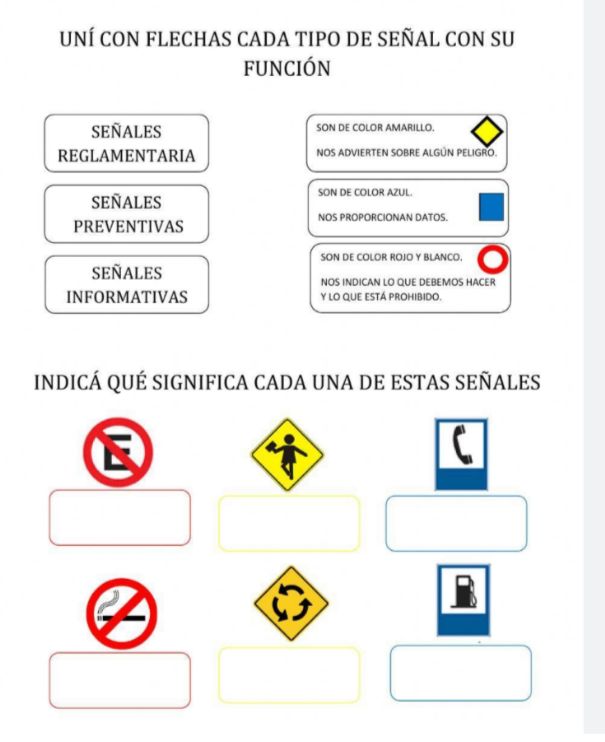 UNÍ CON FLECHAS CADA TIPO DE SEÑAL CON SU
FUNCIÓN
SEÑALES
REGLAMENTARIA
SON DE COLOR AMARILLO.
NOS ADVIERTEN SOBRE ALGÚN PELIGRO.
SEÑALES
PREVENTIVAS
SON DE COLOR AZUL.
NOS PROPORCIONAN DATOS.
SEÑALES
INFORMATIVAS
SON DE COLOR ROJO Y BLANCO.
NOS INDICAN LO QUE DEBEMOS HACER
Y LO QUE ESTÁ PROHIBIDO.
INDICÁ QUÉ SIGNIFICA CADA UNA DE ESTAS SEÑALES
E